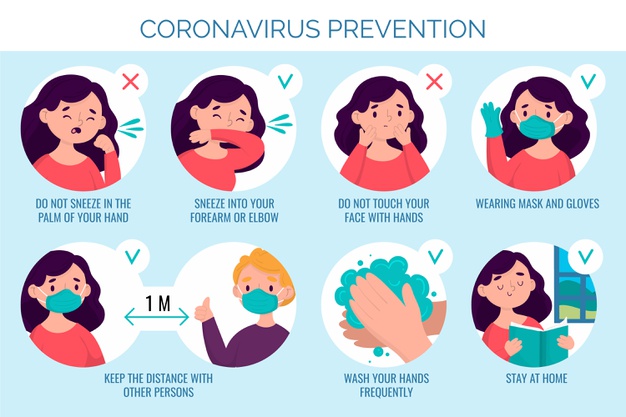 CORONAVIRUS PREVENTION
DO NOT SNEEZE IN THE
PALM OF YOUR HAND
SNEEZE INTO YOUR
FOREARM OR ELBOW
DO NOT TOUCH YOUR
FACE WITH HANDS
WEARING MASK AND GLOVES
1 M
KEEP THE DISTANCE WITH
OTHER PERSONS
WASH YOUR HANDS
FREQUENTLY
STAY AT HOME